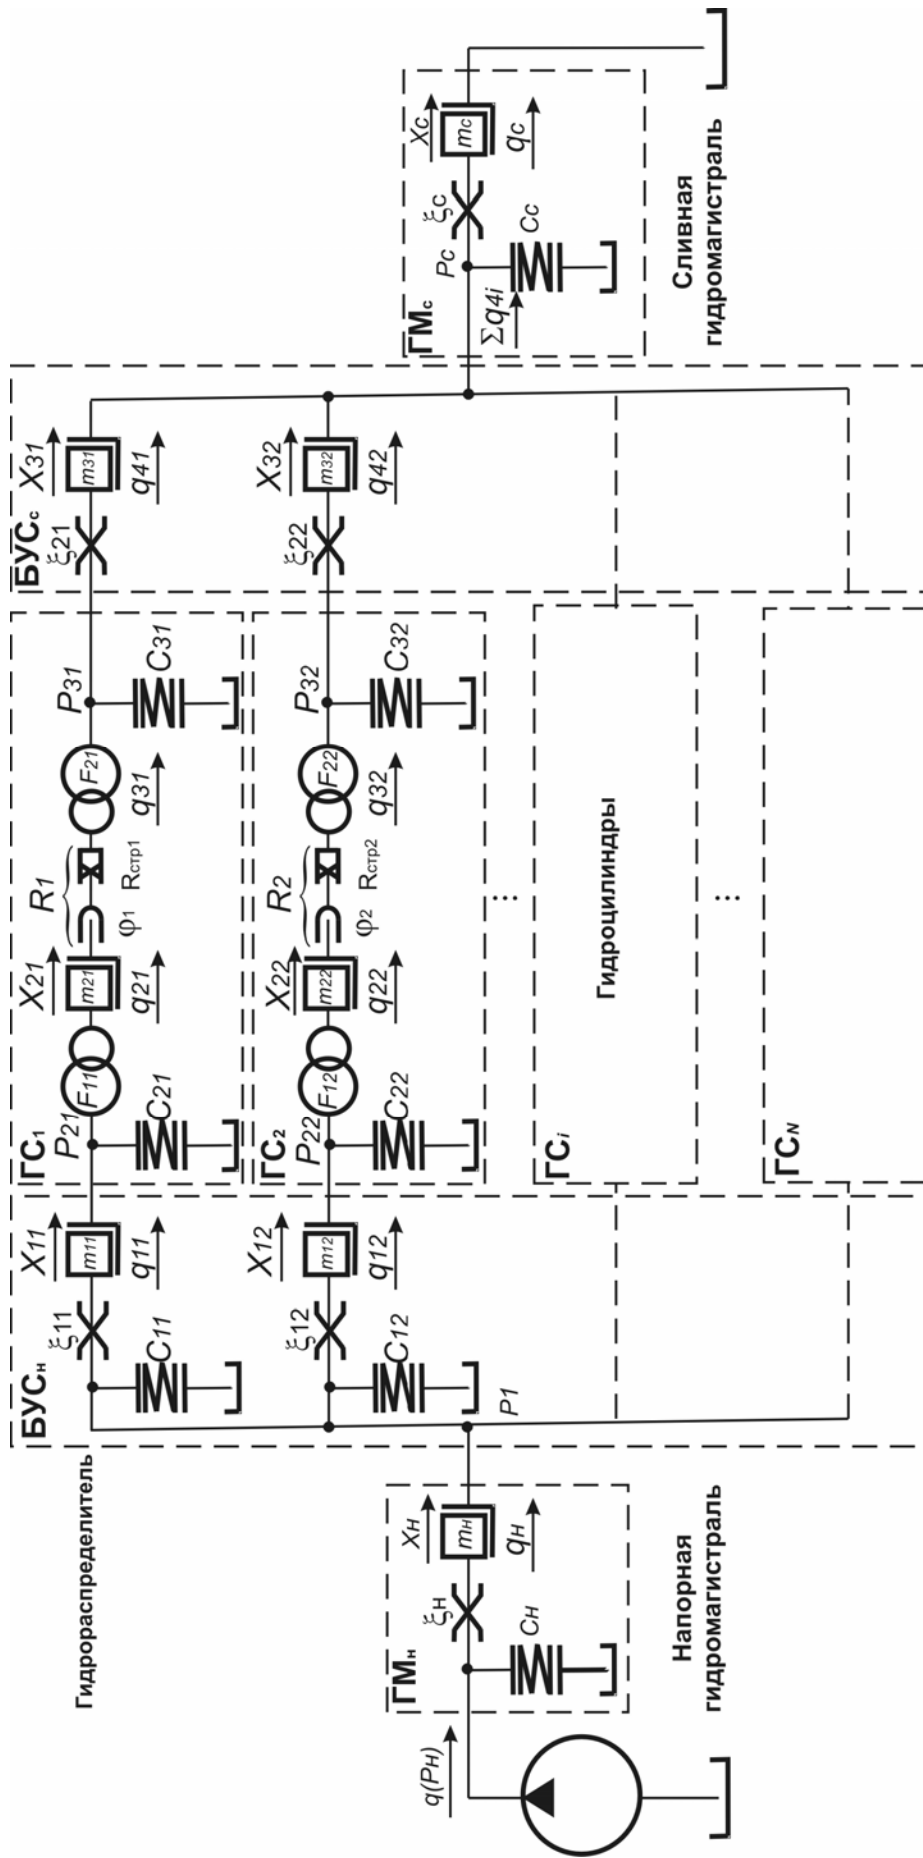 Гидрораспределитель
БУСн
ξ11
C11
X11
m11
q11
ξ12
C12
X12
m12
q12
P1
ГС1
P21
C21
F11
X21
m21
q21
R1
φ1
Rстр1
F21
q31
P31
C31
ГС2
P22
C22
F12
X22
m22
q22
R2
φ2
Rстр2
F22
q32
P32
C32
...
ГСi
Гидроцилиндры
...
ГСN
БУСс
ξ21
X31
m31
q41
ξ22
X32
m32
q42
q(Pн)
ГМн
Cн
ξн
xн
mн
qн
Напорная
гидромагистраль
ГМс
Σq4i
Pc
Cc
ξc
Xc
mc
qc
Сливная
гидромагистраль